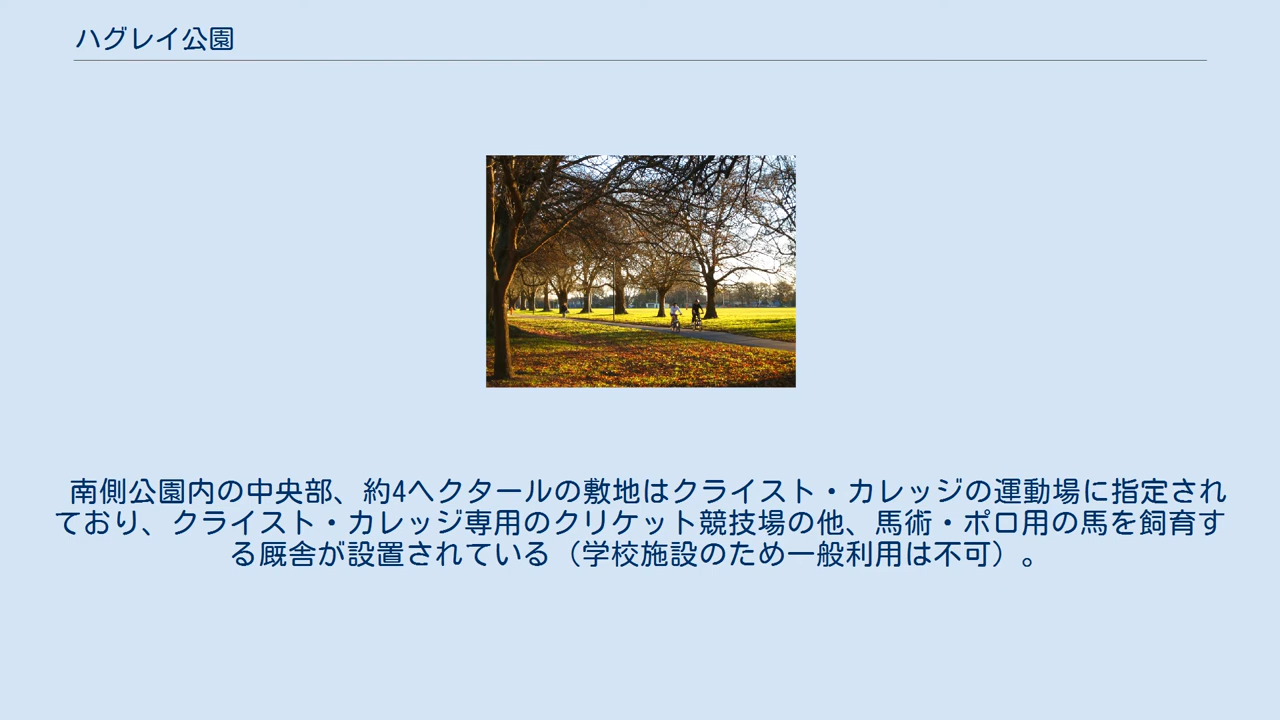 ハグレイ公園
南側公園内の中央部、約4ヘクタールの敷地はクライスト・カレッジの運動場に指定され
ており、クライスト・カレッジ専用のクリケット競技場の他、馬術・ポロ用の馬を飼育す
る厩舎が設置されている（学校施設のため一般利用は不可）。